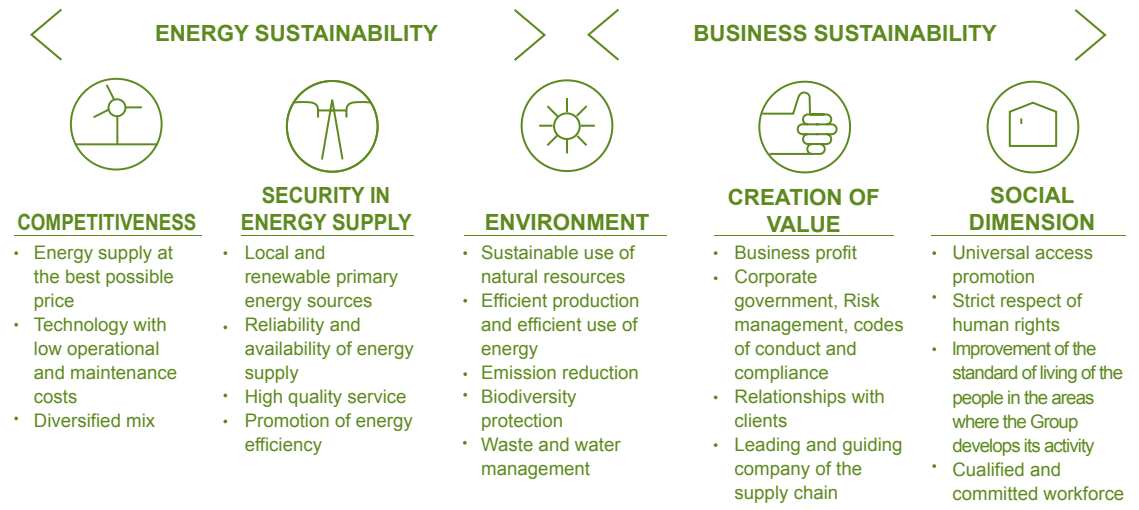 ENERGY SUSTAINABILITY
BUSINESS SUSTAINABILITY
COMPETITIVENESS
• Energy supply at
the best possible
price
• Technology with
low operational
and maintenance
costs
• Diversified mix
SECURITY IN
ENERGY SUPPLY
• Local and
renewable primary
energy sources
• Reliability and
availability of energy
supply
• High quality service
• Promotion of energy
efficiency
ENVIRONMENT
• Sustainable use of
natural resources
• Efficient production
and efficient use of
energy
• Emission reduction
• Biodiversity
protection
• Waste and water
management
CREATION OF
VALUE
• Business profit
• Corporate
government, Risk
management, codes
of conduct and
compliance
• Relationships with
clients
• Leading and guiding
company of the
supply chain
SOCIAL
DIMENSION
• Universal access
promotion
• Strict respect of
human rights
• Improvement of the
standard of living of the
people in the areas
where the Group
develops its activity
• Cualified and
committed workforce